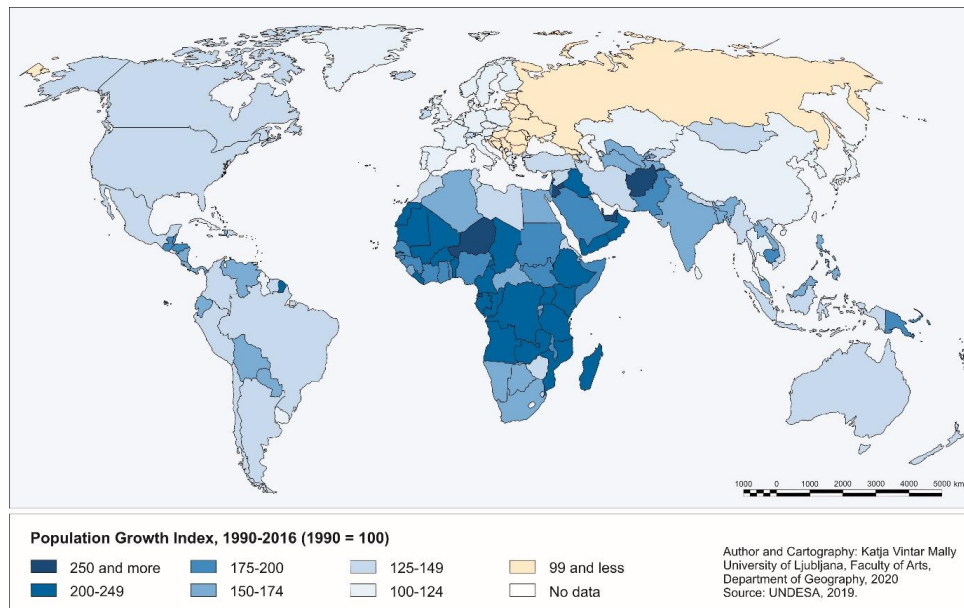 1000 0 1000 2000 3000 4000 5000 km
Population Growth Index, 1990-2016 (1990 = 100)
250 and more
175-200
125-149
99 and less
200-249
150-174
100-124
No data
Author and Cartography: Katja Vintar Mally
University of Ljubljana, Faculty of Arts,
Department of Geography, 2020
Source: UNDESA, 2019.